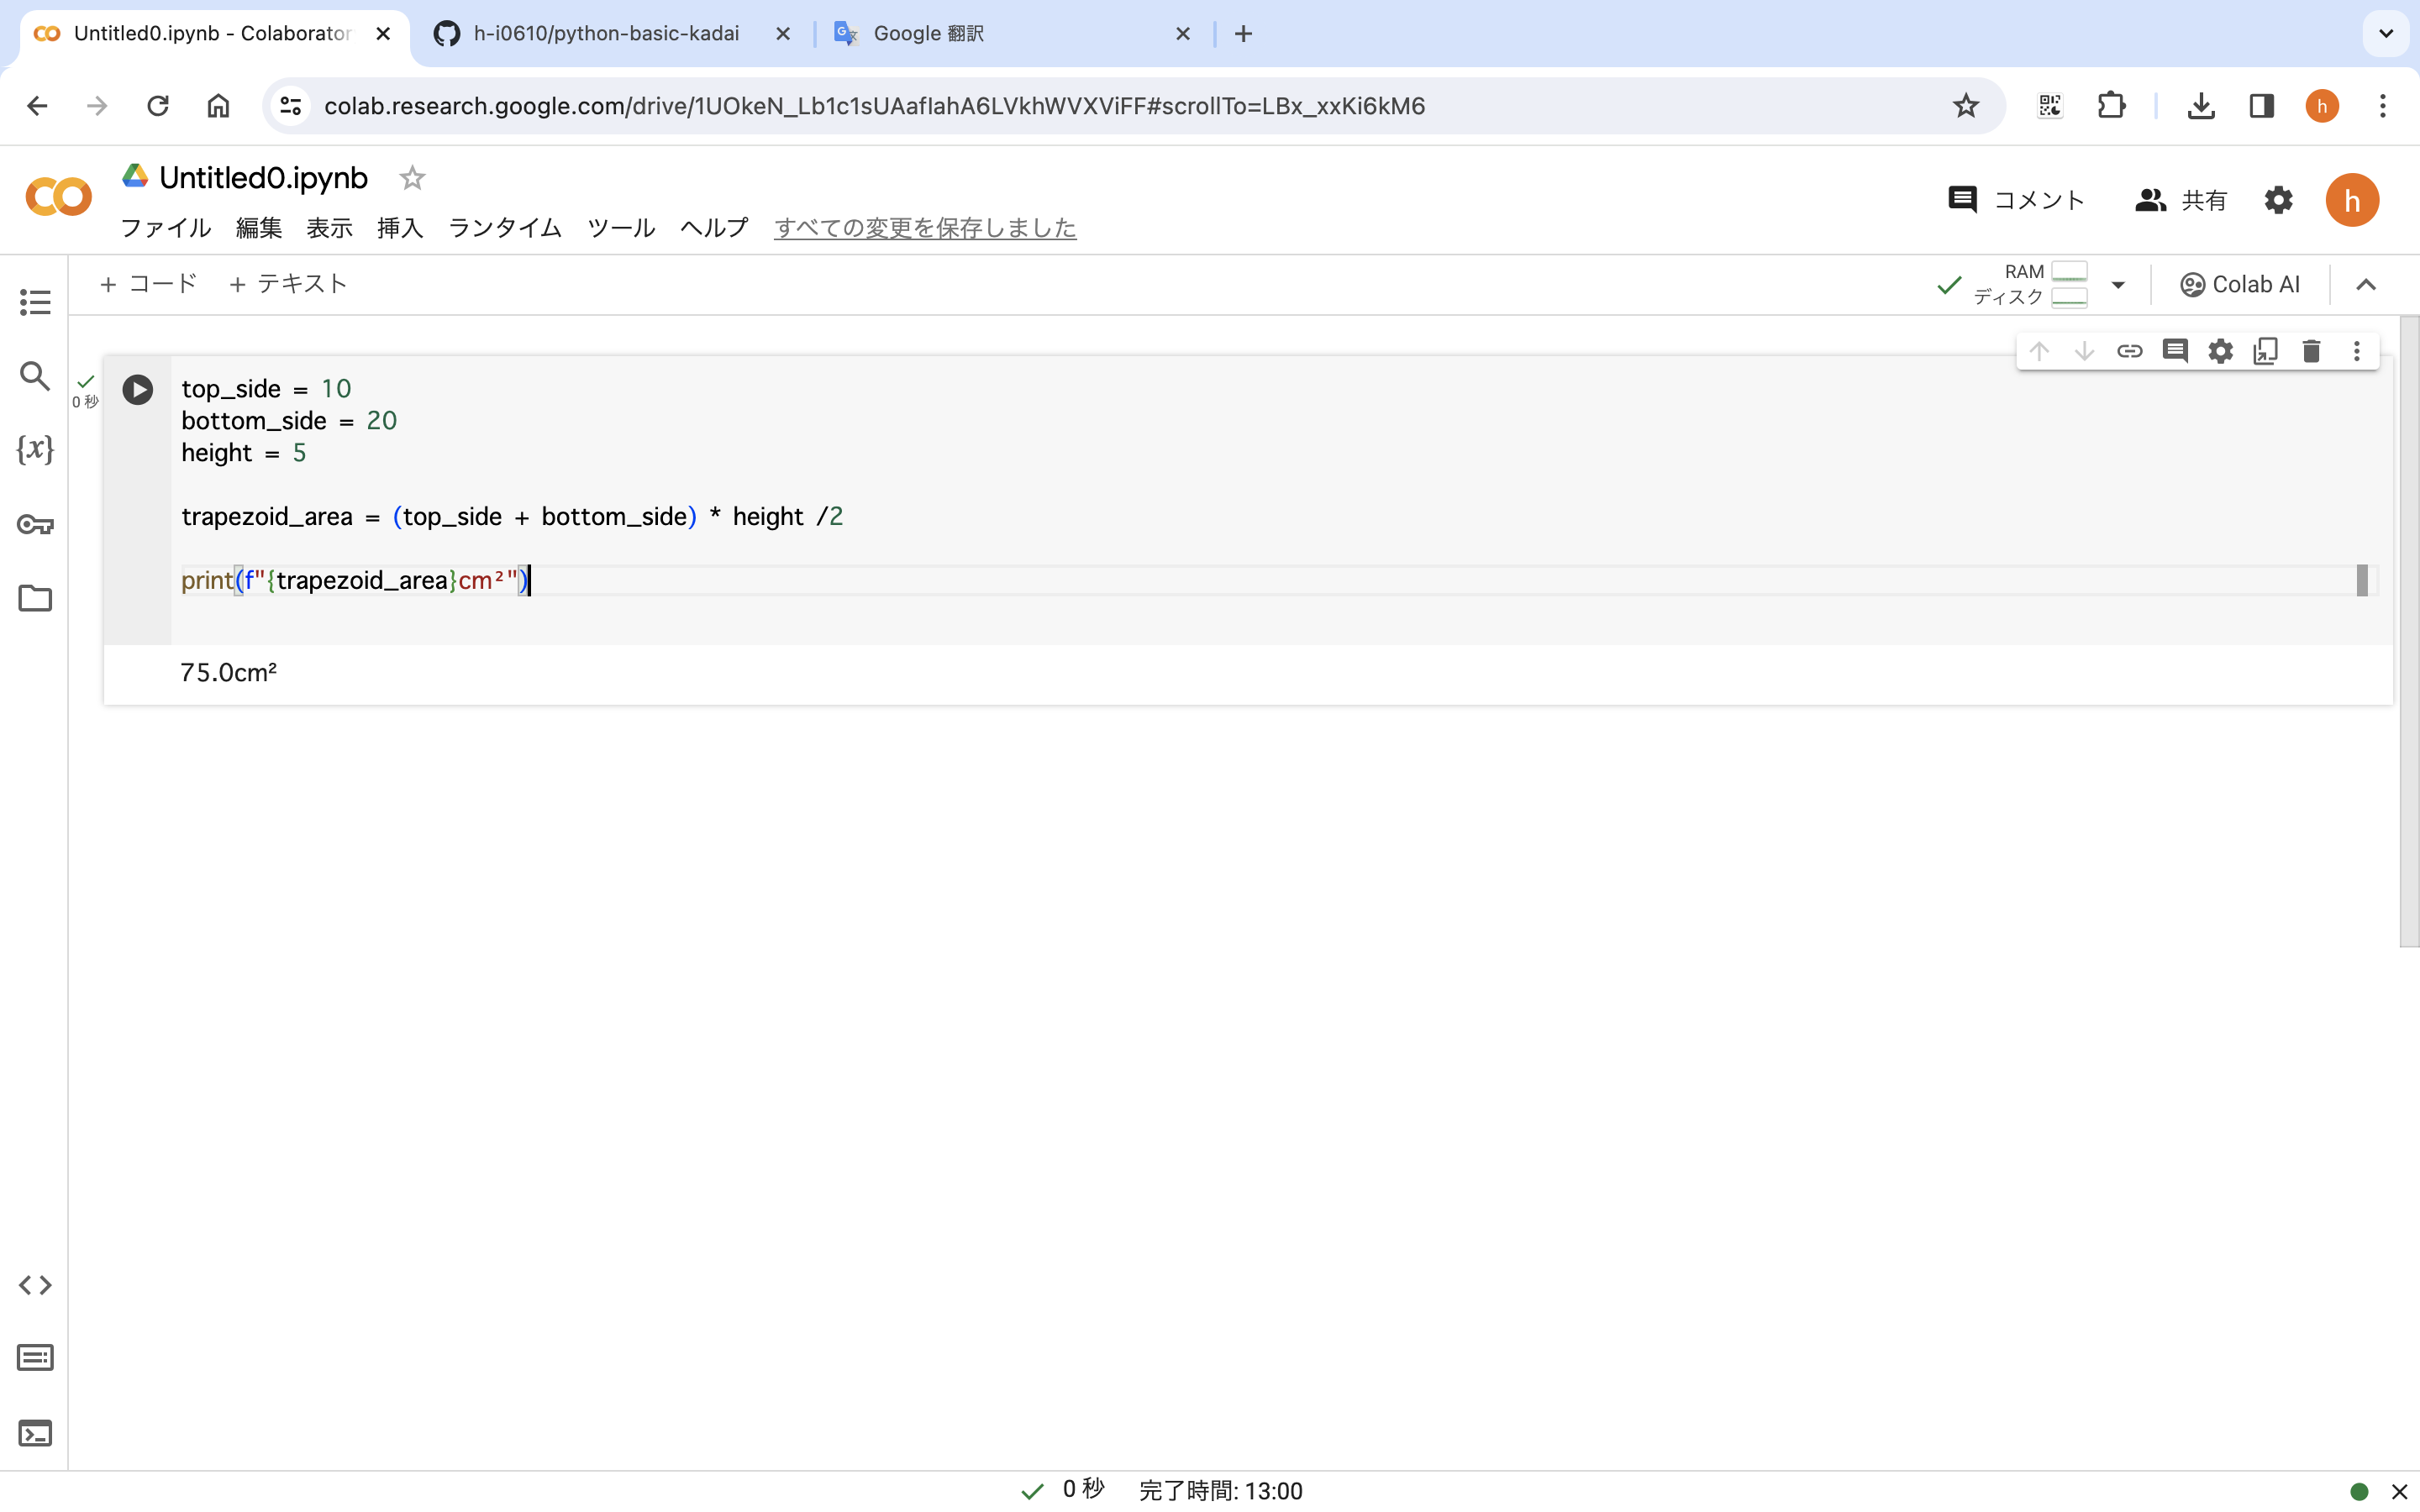 Untitled0.ipynb - Colaborator
h-i0610/python-basic-kadai
Google 翻訳
colab.research.google.com/drive/1UOkeN_Lb1c1sUAafIahA6LVkhWVXViFF#scrollTo=LBx_xxKi6kM6
h
Untitled0.ipynb
コメント
共有
h
ファイル 編集 表示 挿入 ランタイム ツール ヘルプ すべての変更を保存しました
+ コード + テキスト
RAM
ディスク
Colab AI
0 秒
top_side = 10
bottom_side = 20
height = 5
{x}
trapezoid_area = (top_side + bottom_side) * height /2
print(f"{trapezoid_area}cm²")
75.0cm²
0 秒 完了時間: 13:00